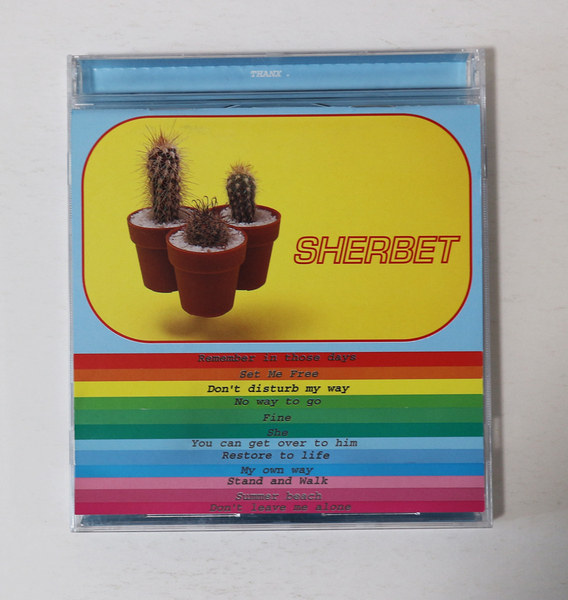 THANX .
SHERBET
Remember in those days
Set Me Free
Don't disturb my way
No way to go
Fine
She
You can get over to him
Restore to life
My own way
Stand and Walk
Summer beach
Don't leave me alone